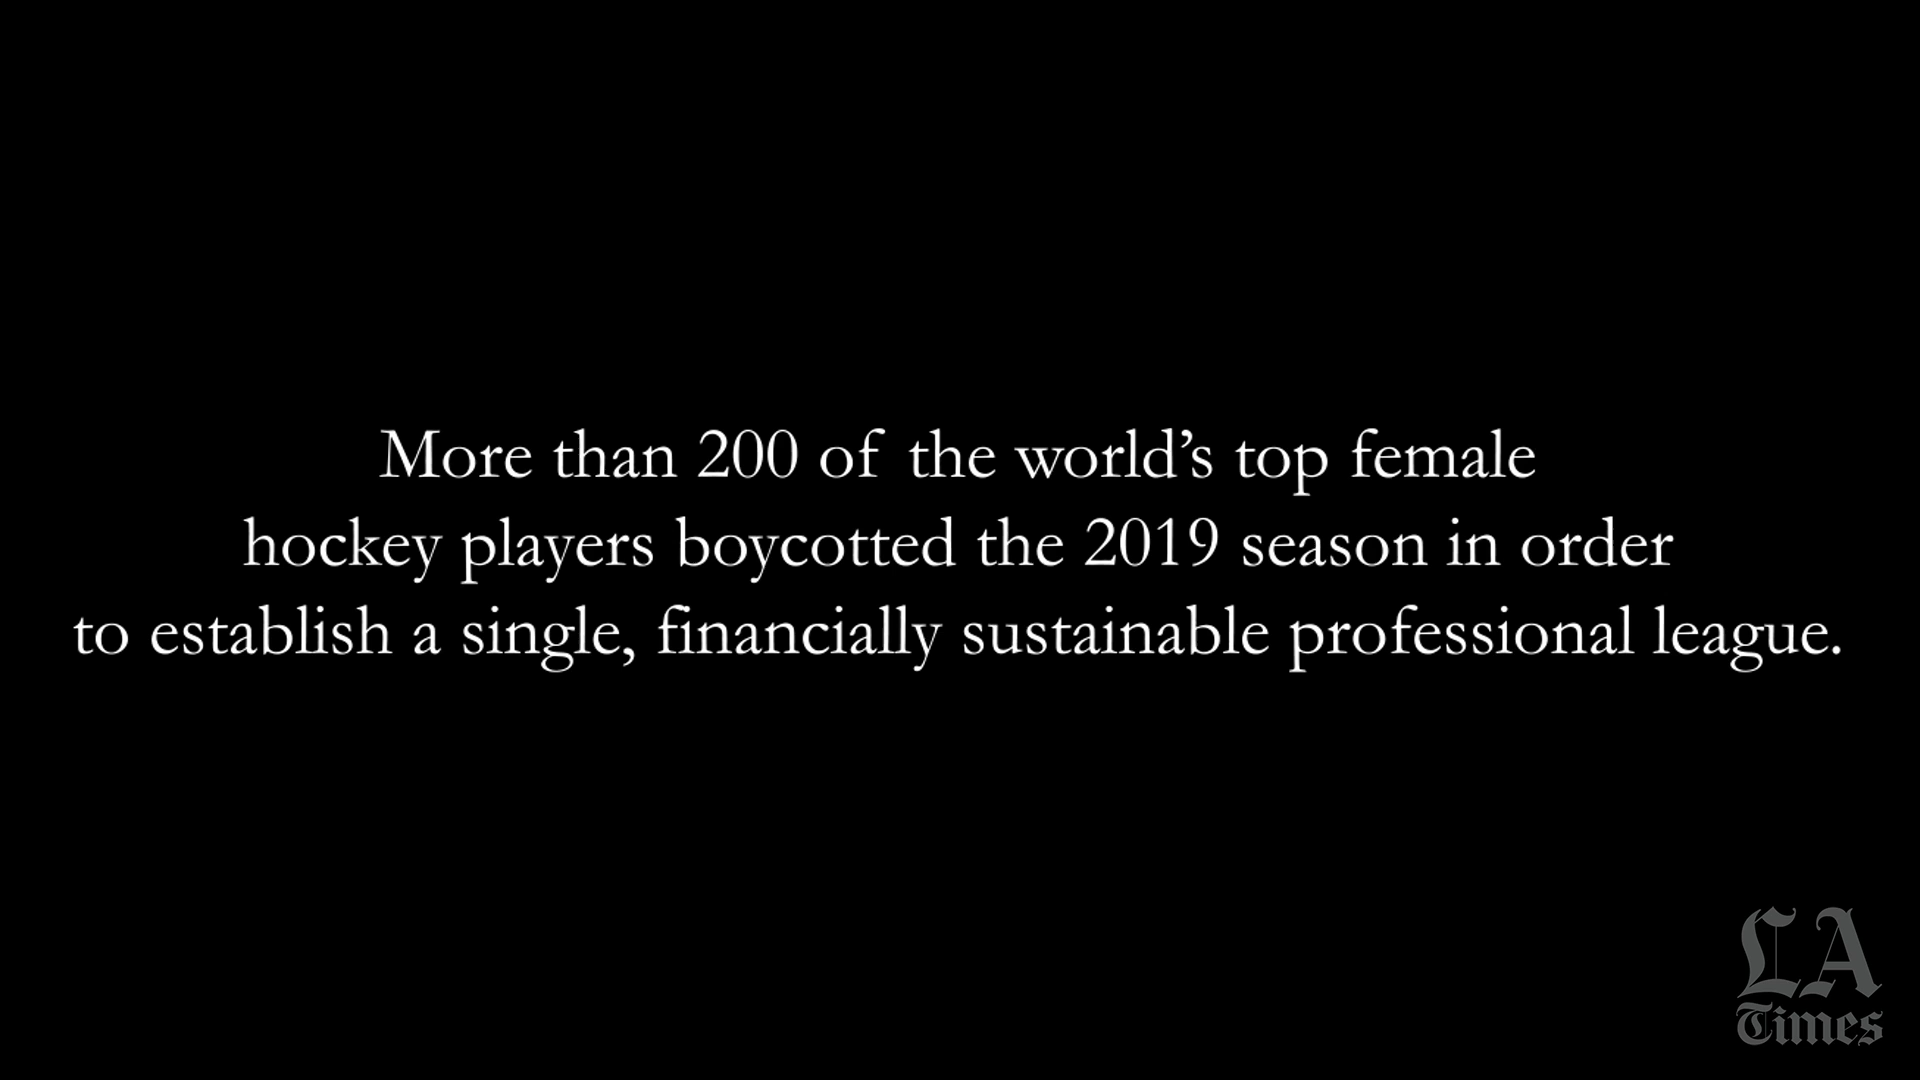 More than 200 of the world’s top female
hockey players boycotted the 2019 season in order
to establish a single, financially sustainable professional league.
LA
Times